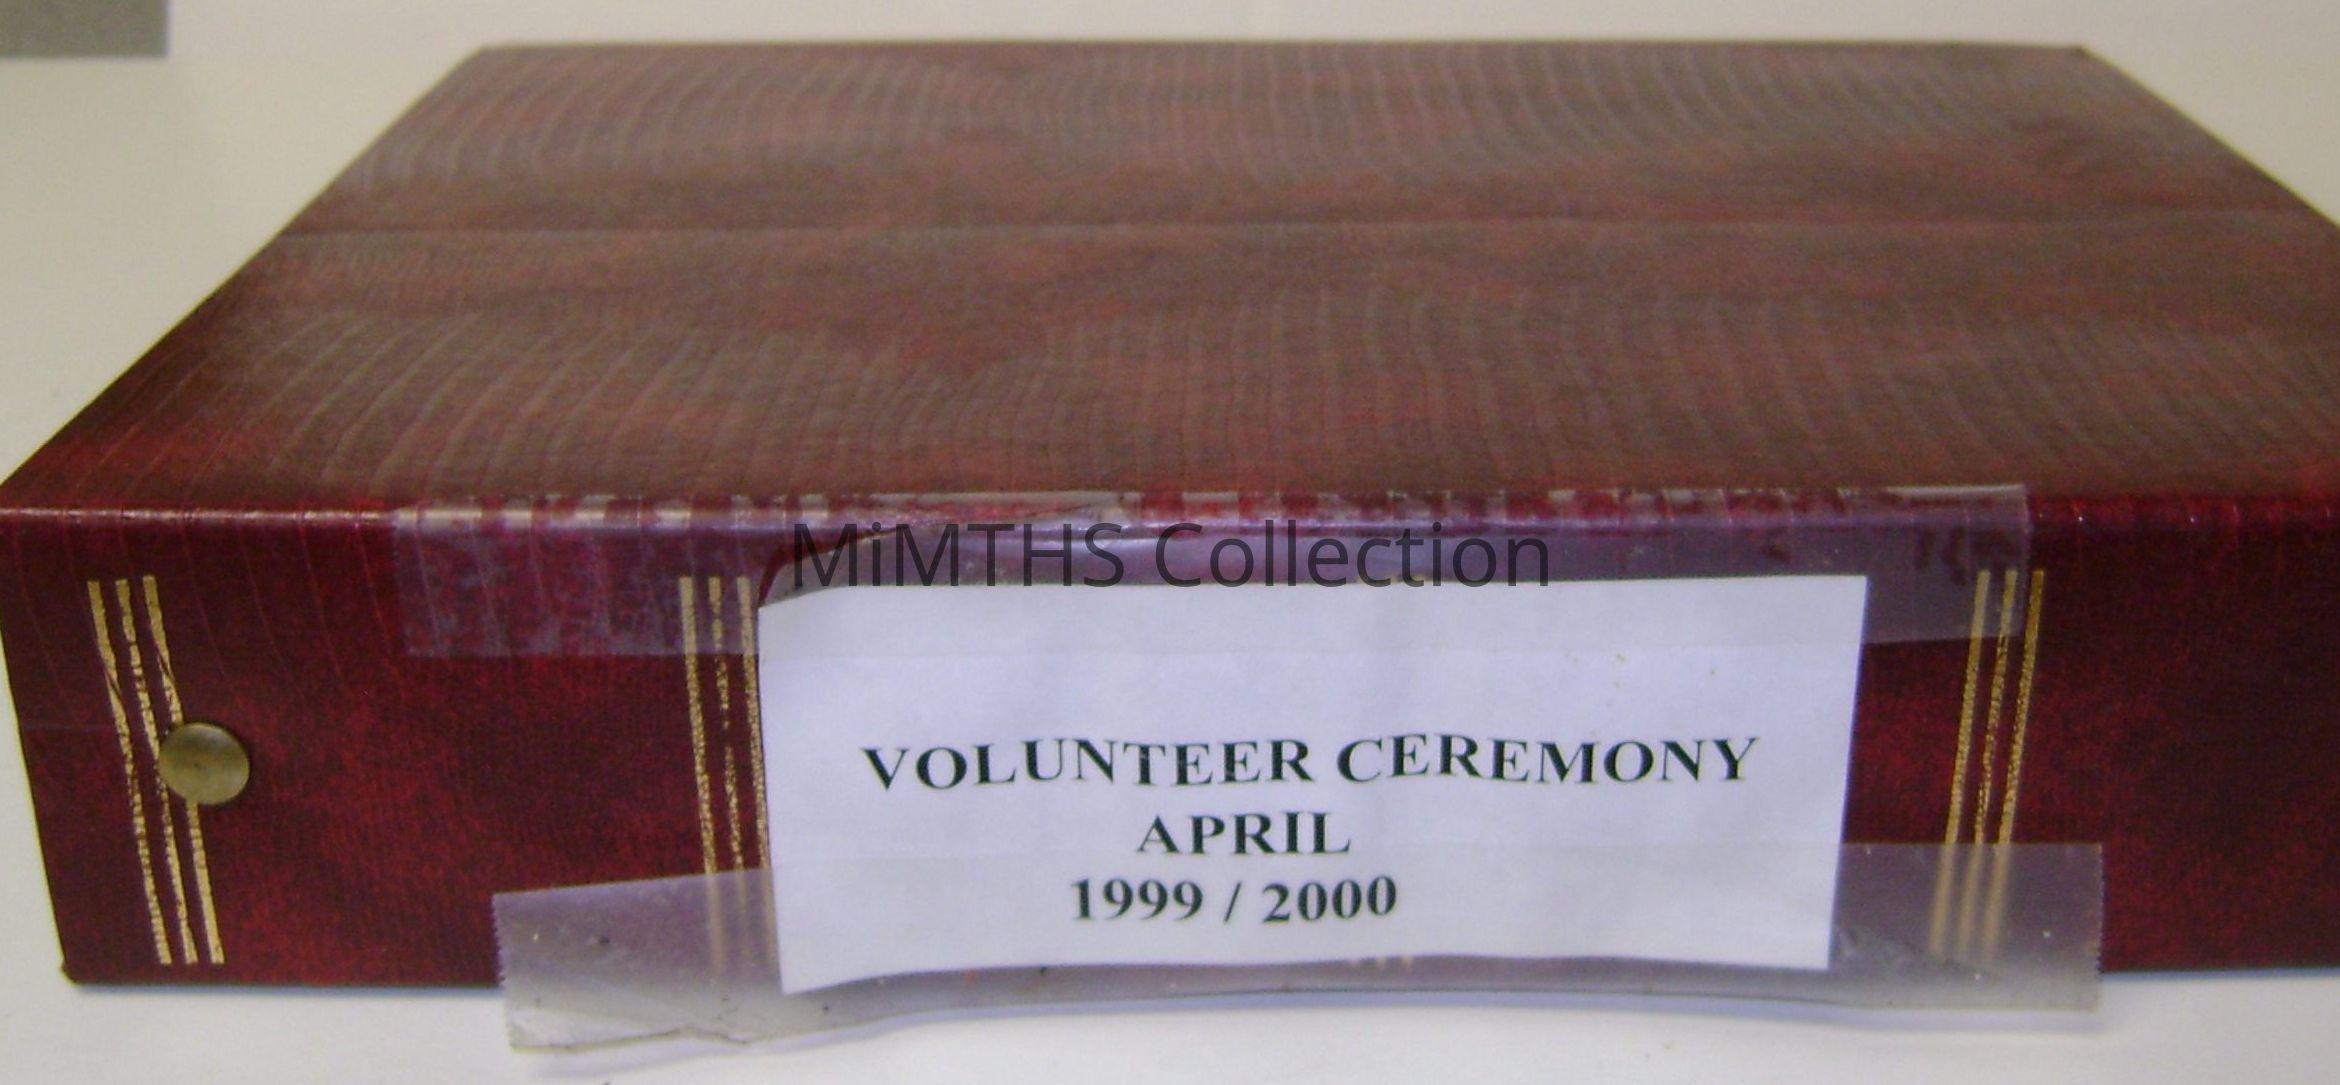 MiMTHS Collection
VOLUNTEER CEREMONY
APRIL
1999 / 2000